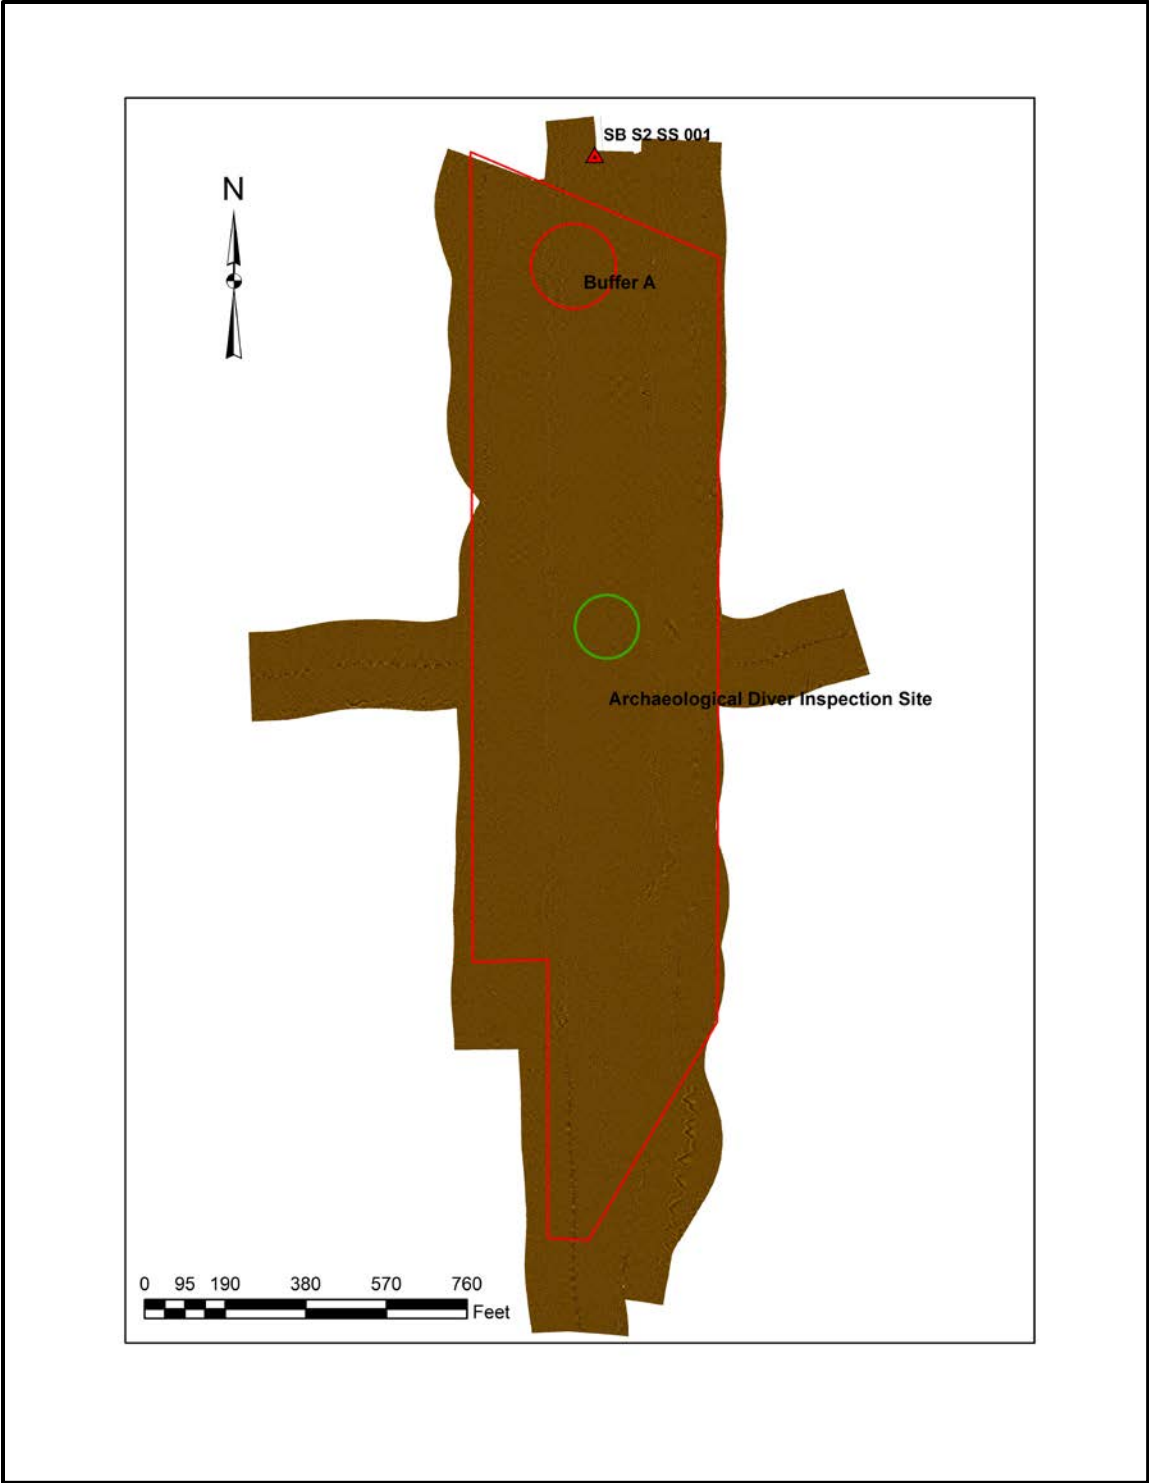 SB S2 SS 001
N
Buffer A
Archaeological Diver Inspection Site
0 95 190 380 570 760
Feet